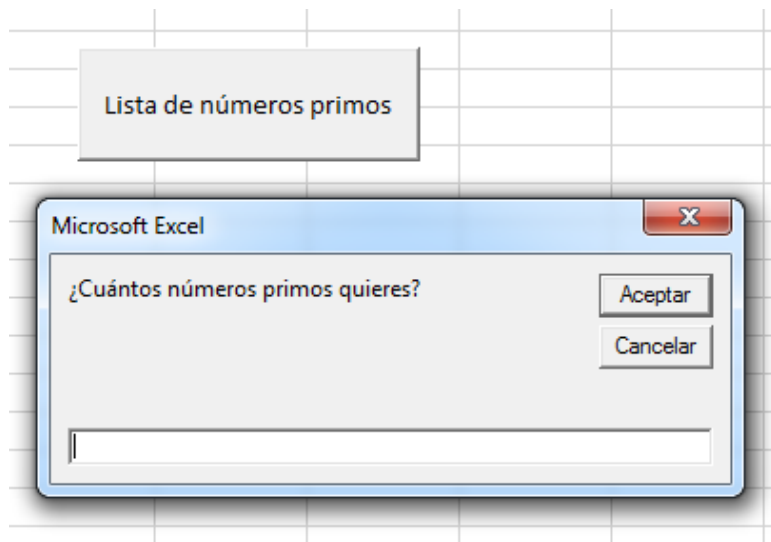 Lista de números primos
Microsoft Excel
¿Cuántos números primos quieres?
Aceptar
Cancelar